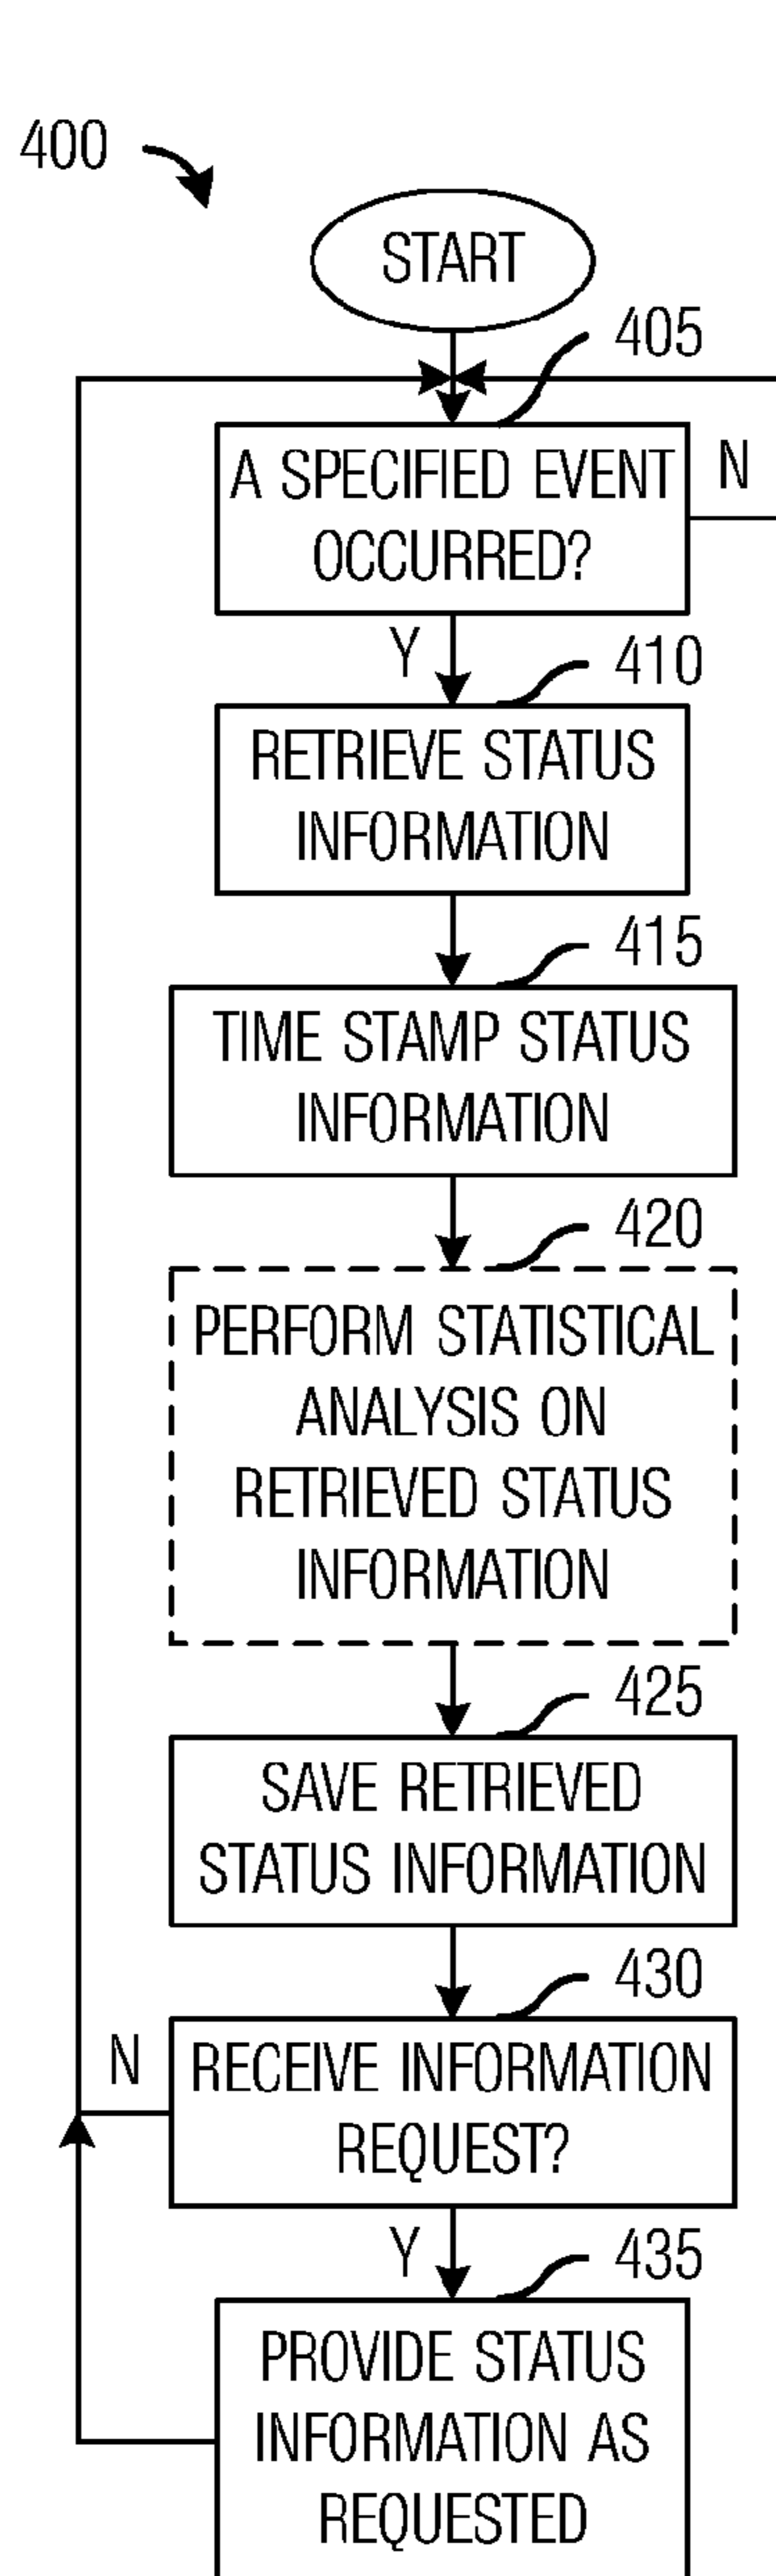 400
START
405
A SPECIFIED EVENT
OCCURRED?
N
Y
410
RETRIEVE STATUS
INFORMATION
415
TIME STAMP STATUS
INFORMATION
420
PERFORM STATISTICAL
ANALYSIS ON
RETRIEVED STATUS
INFORMATION
425
SAVE RETRIEVED
STATUS INFORMATION
430
N
RECEIVE INFORMATION
REQUEST?
Y
435
PROVIDE STATUS
INFORMATION AS
REQUESTED